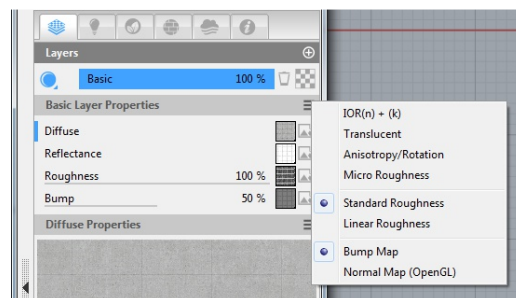 Layers
Basic 100 %
Basic Layer Properties
Diffuse
Reflectance
Roughness 100 %
Bump 50 %
Diffuse Properties
IOR(n) + (k)
Translucent
Anisotropy/Rotation
Micro Roughness
Standard Roughness
Linear Roughness
Bump Map
Normal Map (OpenGL)